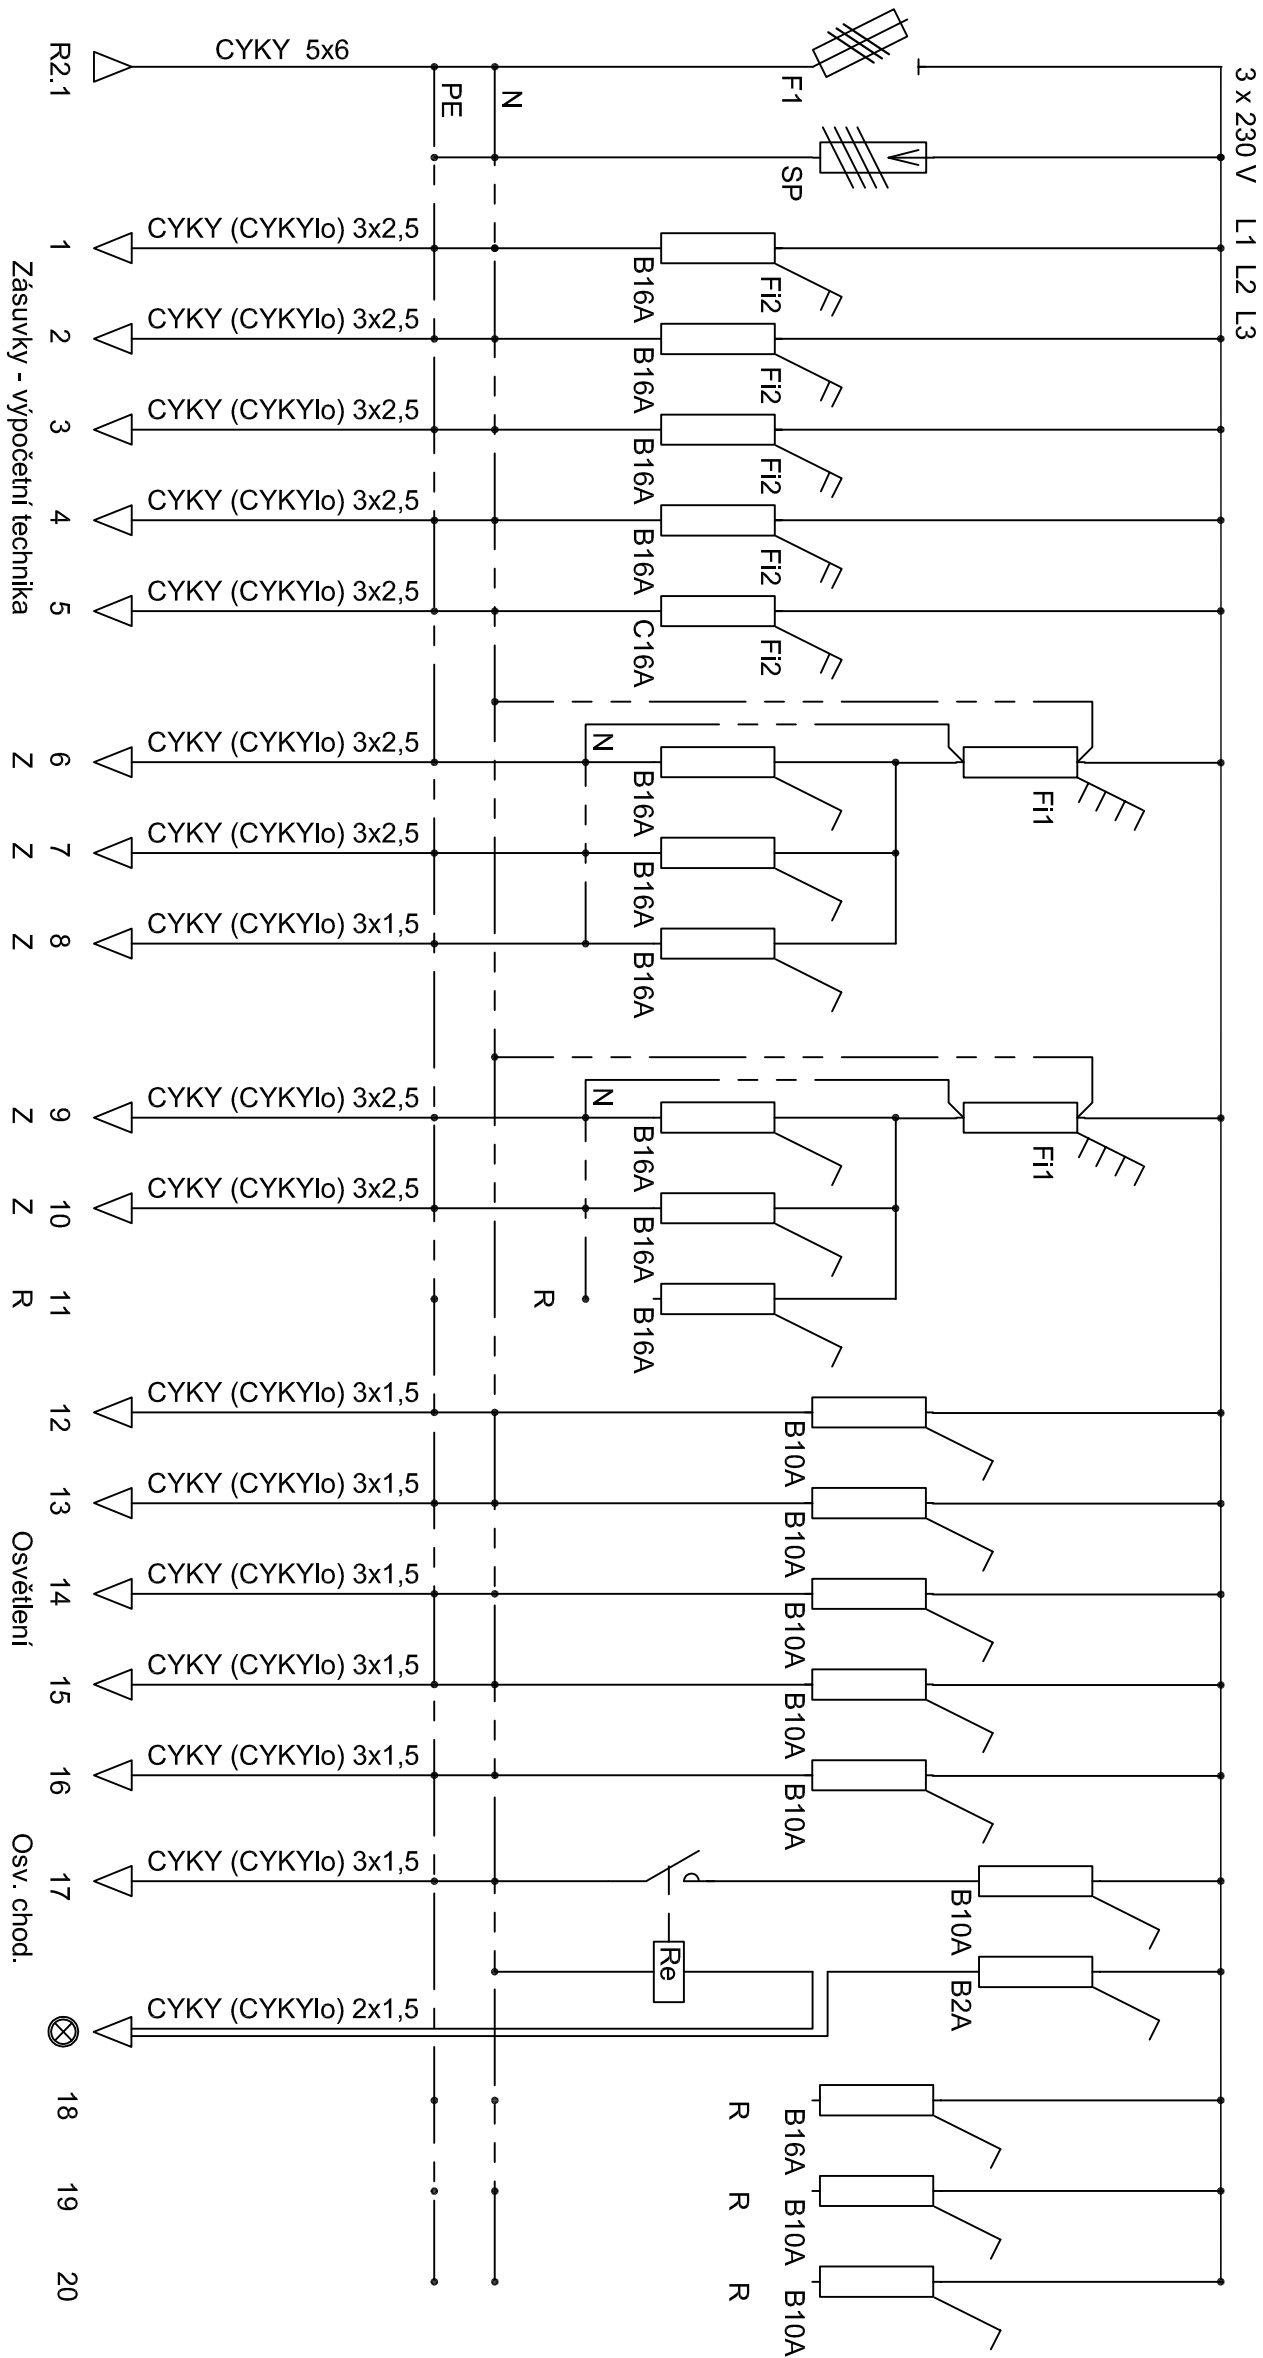 3 x 230 V   L1  L2  L3
R2.1
CYKY  5x6
PE
N
F1
SP
1
CYKY (CYKYlo) 3x2,5
B16A
Fi2
2
CYKY (CYKYlo) 3x2,5
B16A
Fi2
3
CYKY (CYKYlo) 3x2,5
B16A
Fi2
4
CYKY (CYKYlo) 3x2,5
B16A
Fi2
5
CYKY (CYKYlo) 3x2,5
C16A
Fi2
Zásuvky - výpočetní technika
6
Z
CYKY (CYKYlo) 3x2,5
N
B16A
Fi1
7
Z
CYKY (CYKYlo) 3x2,5
B16A
8
Z
CYKY (CYKYlo) 3x1,5
B16A
9
Z
CYKY (CYKYlo) 3x2,5
N
B16A
Fi1
10
Z
CYKY (CYKYlo) 3x2,5
B16A
11
R
R
B16A
12
CYKY (CYKYlo) 3x1,5
B10A
13
CYKY (CYKYlo) 3x1,5
B10A
14
CYKY (CYKYlo) 3x1,5
B10A
Osvětlení
15
CYKY (CYKYlo) 3x1,5
B10A
16
CYKY (CYKYlo) 3x1,5
B10A
17
CYKY (CYKYlo) 3x1,5
B10A
Osv. chod.
Re
B2A
CYKY (CYKYlo) 2x1,5
18
R
B16A
19
R
B10A
20
R
B10A